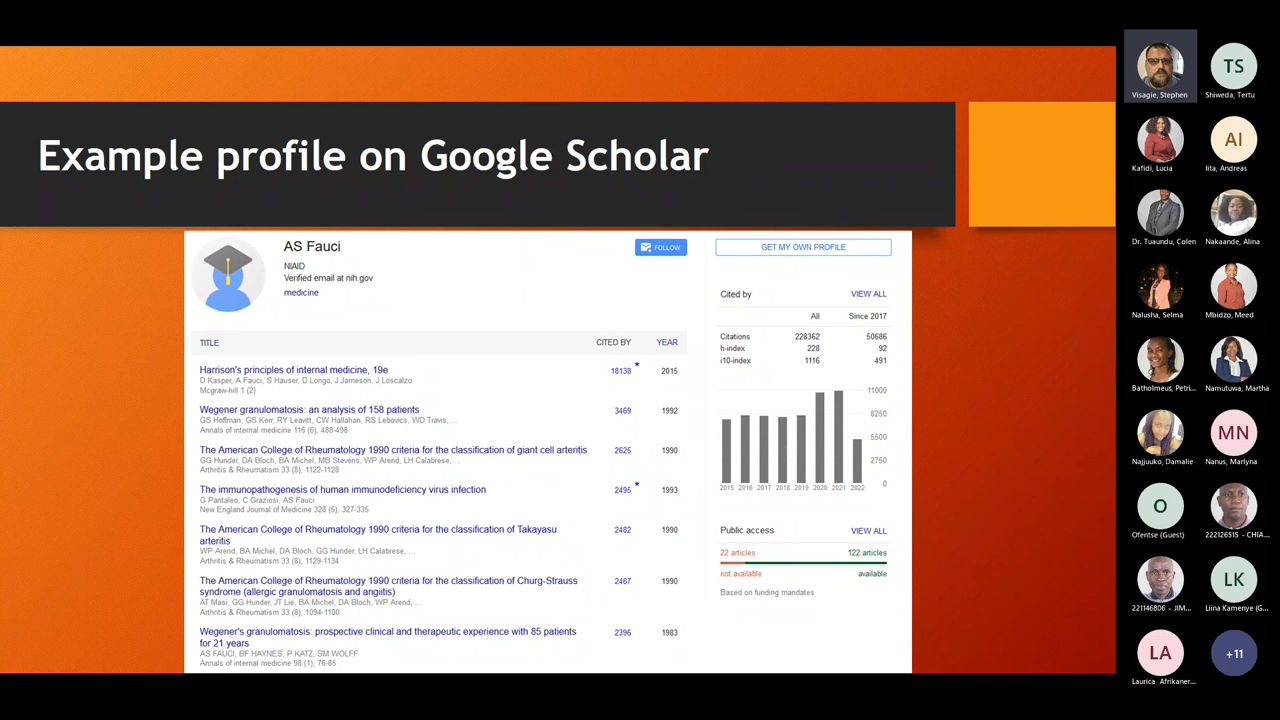 Example profile on Google Scholar
AS Fauci
NIAID
Verified email at nih.gov
medicine
FOLLOW
GET MY OWN PROFILE
TITLE CITED BY YEAR
Harrison's principles of internal medicine, 19e 18138 * 2015
D Kasper, A Fauci, S Hauser, D Longo, J Jameson, J Loscalzo
Mcgraw-hill 1 (2)
Wegener granulomatosis: an analysis of 158 patients 3469 1992
GS Hoffman, GS Kerr, RY Leavitt, CW Hallahan, RS Lebovics, WD Travis, ...
Annals of internal medicine 116 (6), 488-498
The American College of Rheumatology 1990 criteria for the classification of giant cell arteritis 2625 1990
GG Hunder, DA Bloch, BA Michel, MB Stevens, WP Arend, LH Calabrese, ...
Arthritis & Rheumatism 33 (8), 1122-1128
The immunopathogenesis of human immunodeficiency virus infection 2495 * 1993
G Pantaleo, C Graziosi, AS Fauci
New England Journal of Medicine 328 (5), 327-335
The American College of Rheumatology 1990 criteria for the classification of Takayasu
arteritis 2482 1990
WP Arend, BA Michel, DA Bloch, GG Hunder, LH Calabrese, ...
Arthritis & Rheumatism 33 (8), 1129-1134
The American College of Rheumatology 1990 criteria for the classification of Churg-Strauss
syndrome (allergic granulomatosis and angiitis) 2467 1990
AT Masi, GG Hunder, JT Lie, BA Michel, DA Bloch, WP Arend, ...
Arthritis & Rheumatism 33 (8), 1094-1100
Wegener's granulomatosis: prospective clinical and therapeutic experience with 85 patients
for 21 years 2396 1983
AS FAUCI, BF HAYNES, P KATZ, SM WOLFF
Annals of internal medicine 98 (1), 76-85
Cited by VIEW ALL
All Since 2017
Citations 228362 50686
h-index 228 92
i10-index 1116 491
11000
8250
5500
2750
0
2015 2016 2017 2018 2019 2020 2021 2022
Public access VIEW ALL
22 articles 122 articles
not available available
Based on funding mandates
TS
Visagie, Stephen Shiweda, Tertu
AI
Kafidi, Lucia Iita, Andreas
Dr. Tuaundu, Colen Nakaande, Alina
Nalusha, Selma Mbidzo, Meed
Batholmeus, Petri... Namutuwa, Martha
MN
Najjuuko, Damalie Nanus, Marlyna
O
Ofentse (Guest) 222126515 - CHIA...
LK
221146806 - JIM... Liina Kamenye (G...
LA +11
Laurica Afrikaner...